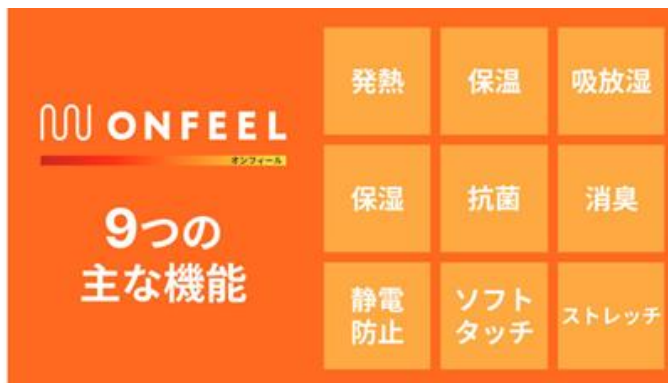 ONFEEL
オンフィール
9つの
主な機能
発熱
保温
吸放湿
保湿
抗菌
消臭
静電
防止
ソフト
タッチ
ストレッチ